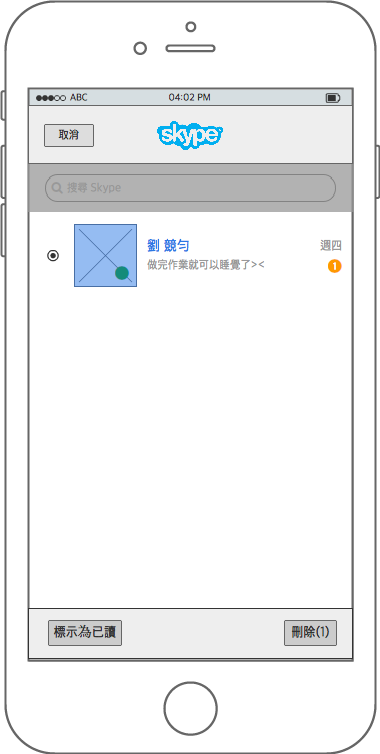 ABC 04:02 PM
取消
skype
搜尋 Skype
劉 競勻
週四
做完作業就可以睡覺了><
1
標示為已讀
刪除(1)